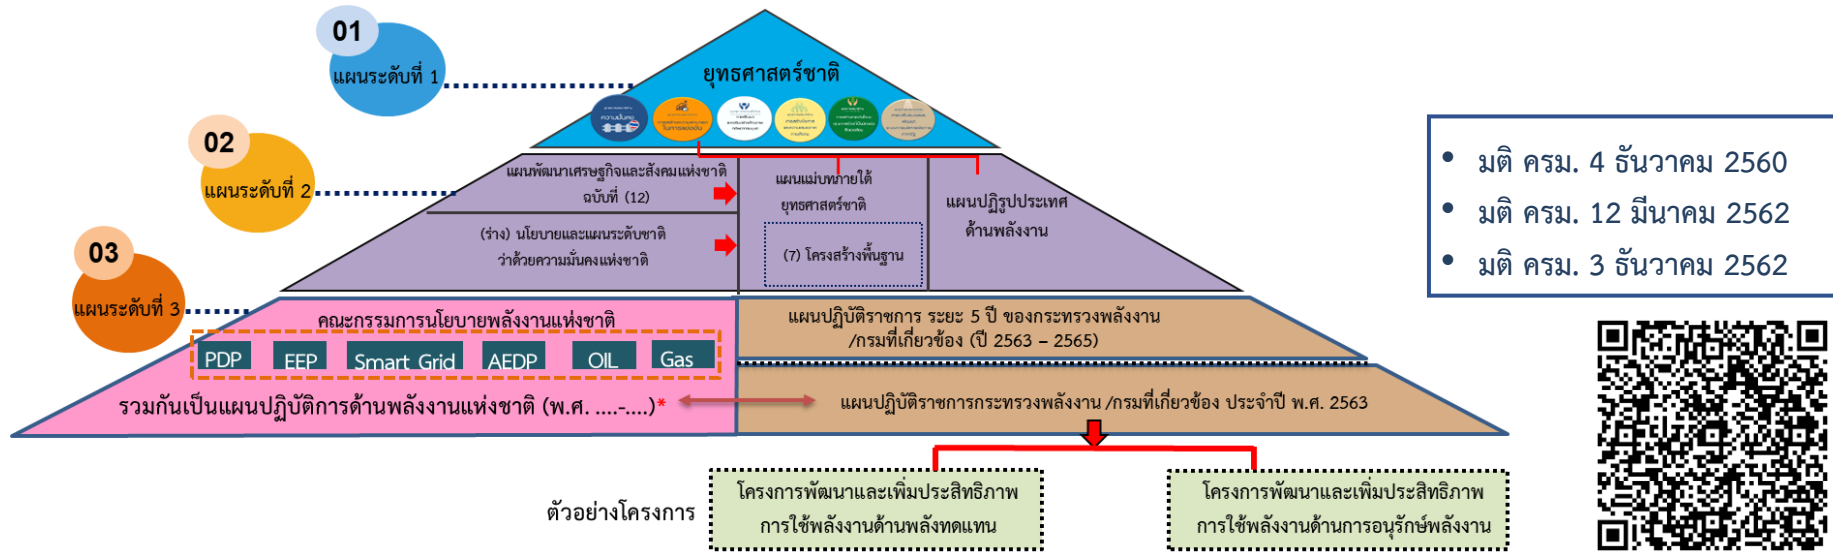 01
แผนระดับที่ 1
ยุทธศาสตร์ชาติ
ความมั่นคง
ในการแข่งขัน
02
แผนระดับที่ 2
แผนพัฒนาเศรษฐกิจและสังคมแห่งชาติ
ฉบับที่ (12)
(ร่าง) นโยบายและแผนระดับชาติ
ว่าด้วยความมั่นคงแห่งชาติ
แผนแม่บทภายใต้
ยุทธศาสตร์ชาติ
(7) โครงสร้างพื้นฐาน
แผนปฏิรูปประเทศ
ด้านพลังงาน
03
แผนระดับที่ 3
คณะกรรมการนโยบายพลังงานแห่งชาติ
PDP EEP Smart Grid AEDP OIL Gas
รวมกันเป็นแผนปฏิบัติการด้านพลังงานแห่งชาติ (พ.ศ. ....-....)*
แผนปฏิบัติราชการ ระยะ 5 ปี ของกระทรวงพลังงาน
/กรมที่เกี่ยวข้อง (ปี 2563 – 2565)
แผนปฏิบัติราชการกระทรวงพลังงาน /กรมที่เกี่ยวข้อง ประจำปี พ.ศ. 2563
ตัวอย่างโครงการ
โครงการพัฒนาและเพิ่มประสิทธิภาพ
การใช้พลังงานด้านพลังทดแทน
โครงการพัฒนาและเพิ่มประสิทธิภาพ
การใช้พลังงานด้านการอนุรักษ์พลังงาน
• มติ ครม. 4 ธันวาคม 2560
• มติ ครม. 12 มีนาคม 2562
• มติ ครม. 3 ธันวาคม 2562